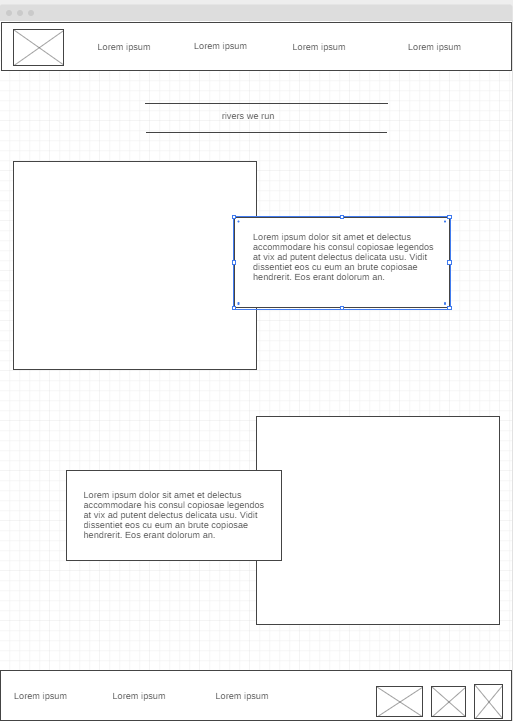 Lorem ipsum Lorem ipsum Lorem ipsum Lorem ipsum
rivers we run
Lorem ipsum dolor sit amet et delectus
accommodare his consul copiosae legendos
at vix ad putent delectus delicata usu. Vidit
dissentiet eos cu eum an brute copiosae
hendrerit. Eos erant dolorum an.
Lorem ipsum dolor sit amet et delectus
accommodare his consul copiosae legendos
at vix ad putent delectus delicata usu. Vidit
dissentiet eos cu eum an brute copiosae
hendrerit. Eos erant dolorum an.
Lorem ipsum Lorem ipsum Lorem ipsum